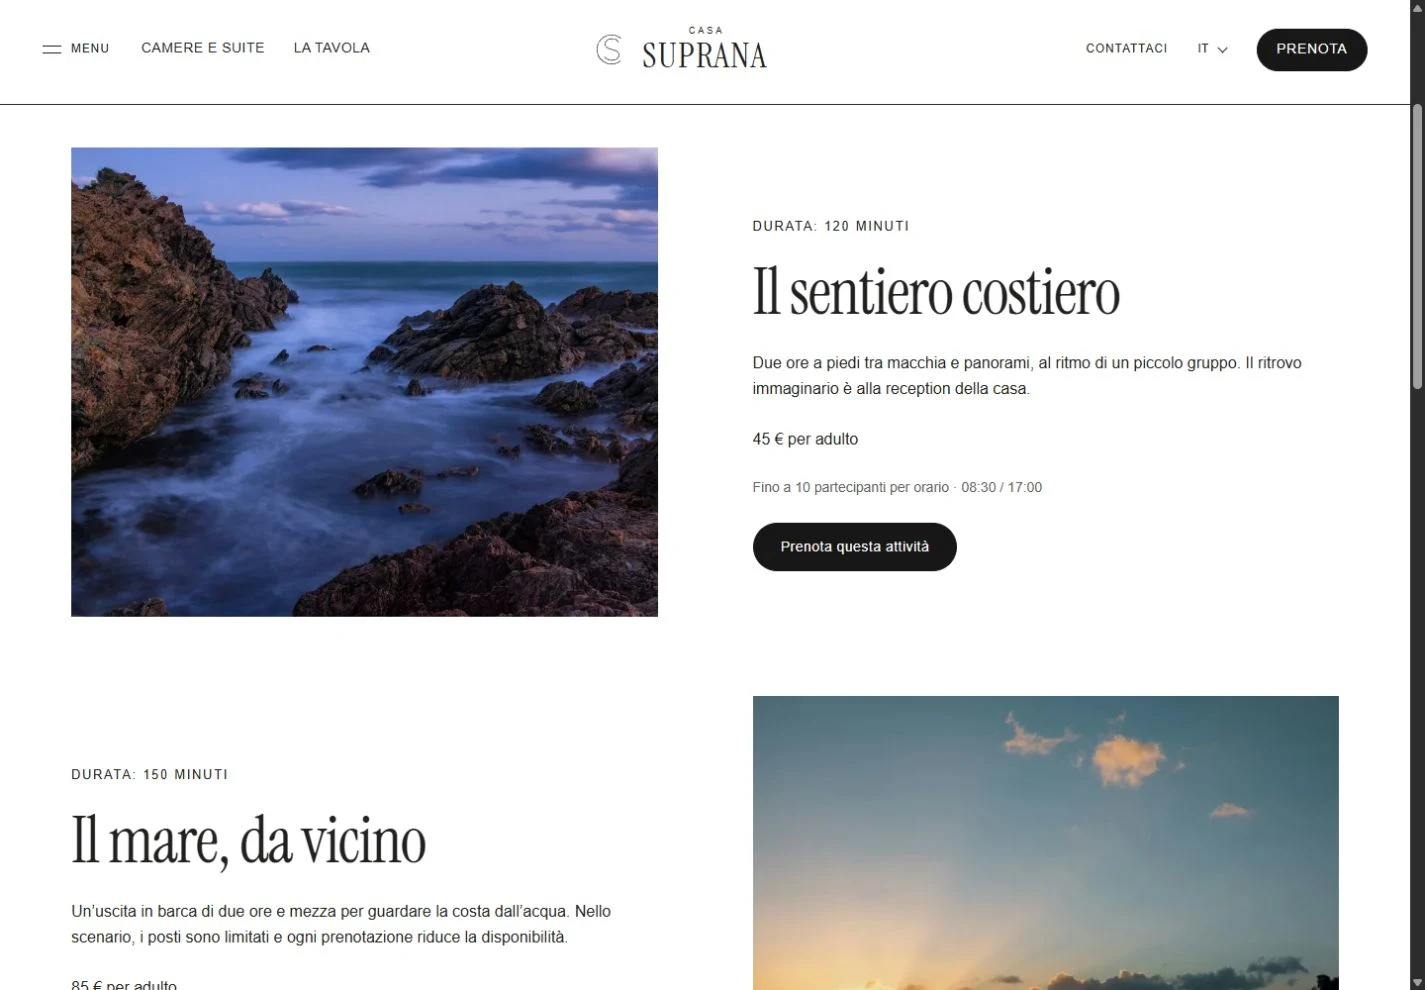 MENU
CAMERE E SUITE
LA TAVOLA
CASA
SUPRANA
CONTATTACI
IT
PRENOTA
DURATA: 120 MINUTI
Il sentiero costiero
Due ore a piedi tra macchia e panorami, al ritmo di un piccolo gruppo. Il ritrovo
immaginario è alla reception della casa.
45 € per adulto
Fino a 10 partecipanti per orario · 08:30 / 17:00
Prenota questa attività
DURATA: 150 MINUTI
Il mare, da vicino
Un’uscita in barca di due ore e mezza per guardare la costa dall’acqua. Nello
scenario, i posti sono limitati e ogni prenotazione riduce la disponibilità.
85 € per adulto